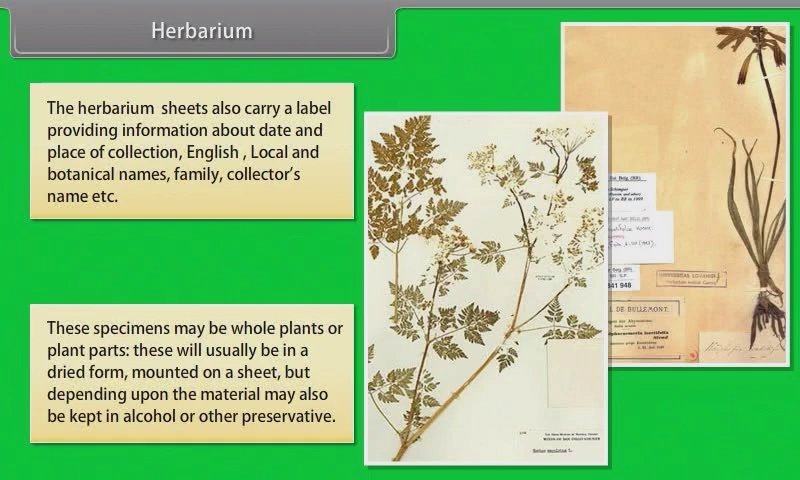 Herbarium
The herbarium sheets also carry a label
providing information about date and
place of collection, English , Local and
botanical names, family, collector's
name etc.
These specimens may be whole plants or
plant parts: these will usually be in a
dried form, mounted on a sheet, but
depending upon the material may also
be kept in alcohol or other preservative.
841 948
UNIVERSITAS LOVANIENSIS
L DE BULLEMONT.